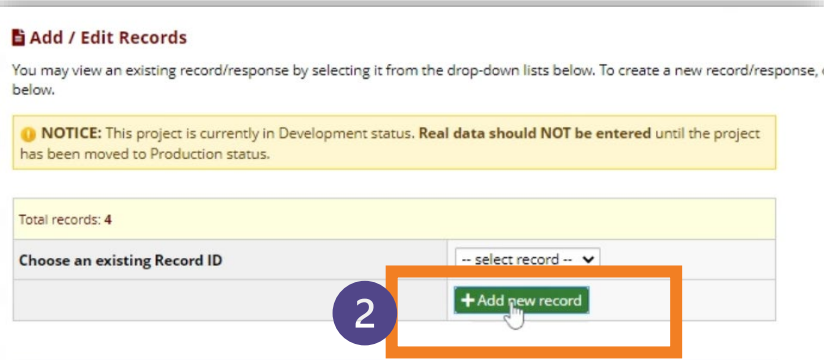 Add / Edit Records
You may view an existing record/response by selecting it from the drop-down lists below. To create a new record/response,
below.
NOTICE: This project is currently in Development status. Real data should NOT be entered until the project
has been moved to Production status.
Total records: 4
Choose an existing Record ID
-- select record --
+ Add new record
2